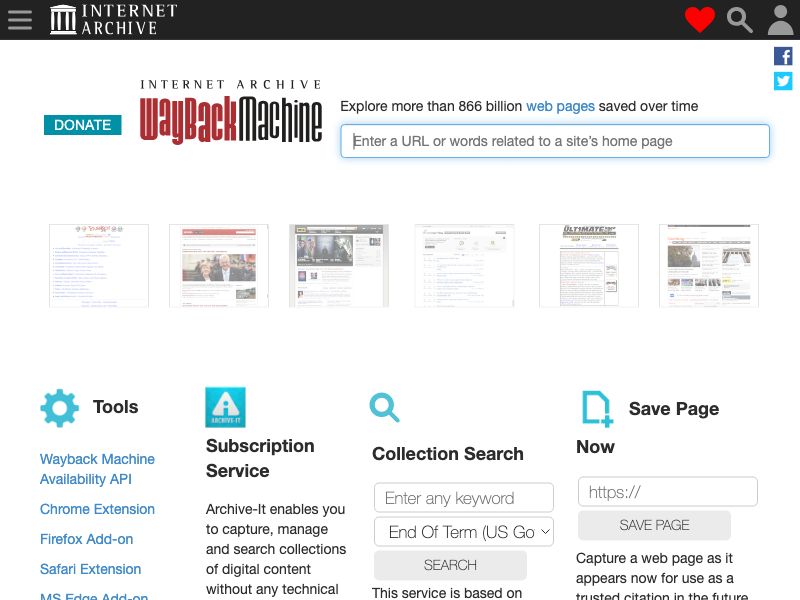 INTERNET
ARCHIVE
INTERNET ARCHIVE
WayBackMachine
DONATE
Explore more than 866 billion web pages saved over time
Enter a URL or words related to a site's home page
Tools
Wayback Machine
Availability API
Chrome Extension
Firefox Add-on
Safari Extension
MS Edge Add-on
ARCHIVE-IT
Subscription
Service
Archive-It enables you
to capture, manage
and search collections
of digital content
without any technical
Collection Search
Enter any keyword
End Of Term (US Go
SEARCH
This service is based on
Save Page
Now
https://
SAVE PAGE
Capture a web page as it
appears now for use as a
trusted citation in the future